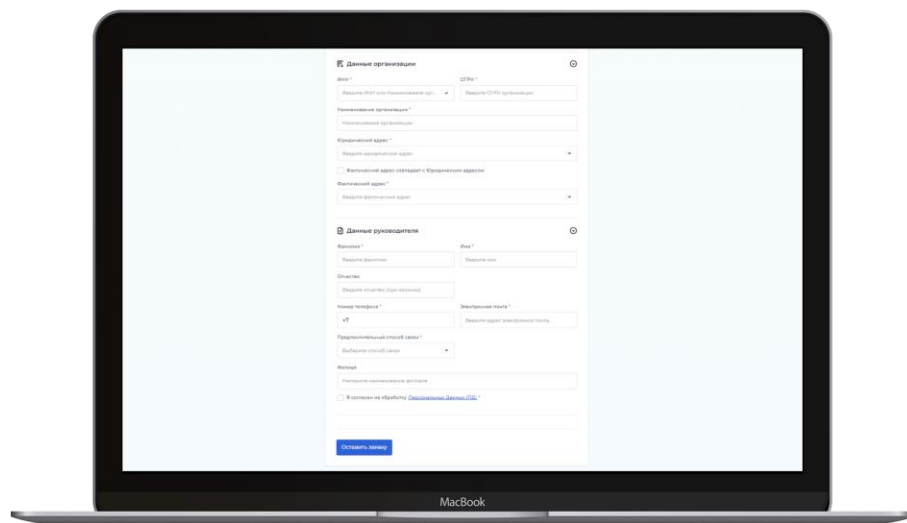 Данные организации
ИНН * ОГРН *
Введите ИНН или Наименование орг... Введите ОГРН организации
Наименование организации *
Наименование организации
Юридический адрес *
Введите юридический адрес
Фактический адрес совпадает с Юридическим адресом
Фактический адрес *
Введите фактический адрес
Данные руководителя
Фамилия * Имя *
Введите фамилию Введите имя
Отчество
Введите отчество (при наличии)
Номер телефона * Электронная почта *
+7 Введите адрес электронной почты
Предпочтительный способ связи *
Выберите способ связи
Филиал
Напишите наименование филиала
Я согласен на обработку Персональных Данных (ПД) *
Оставить заявку
MacBook